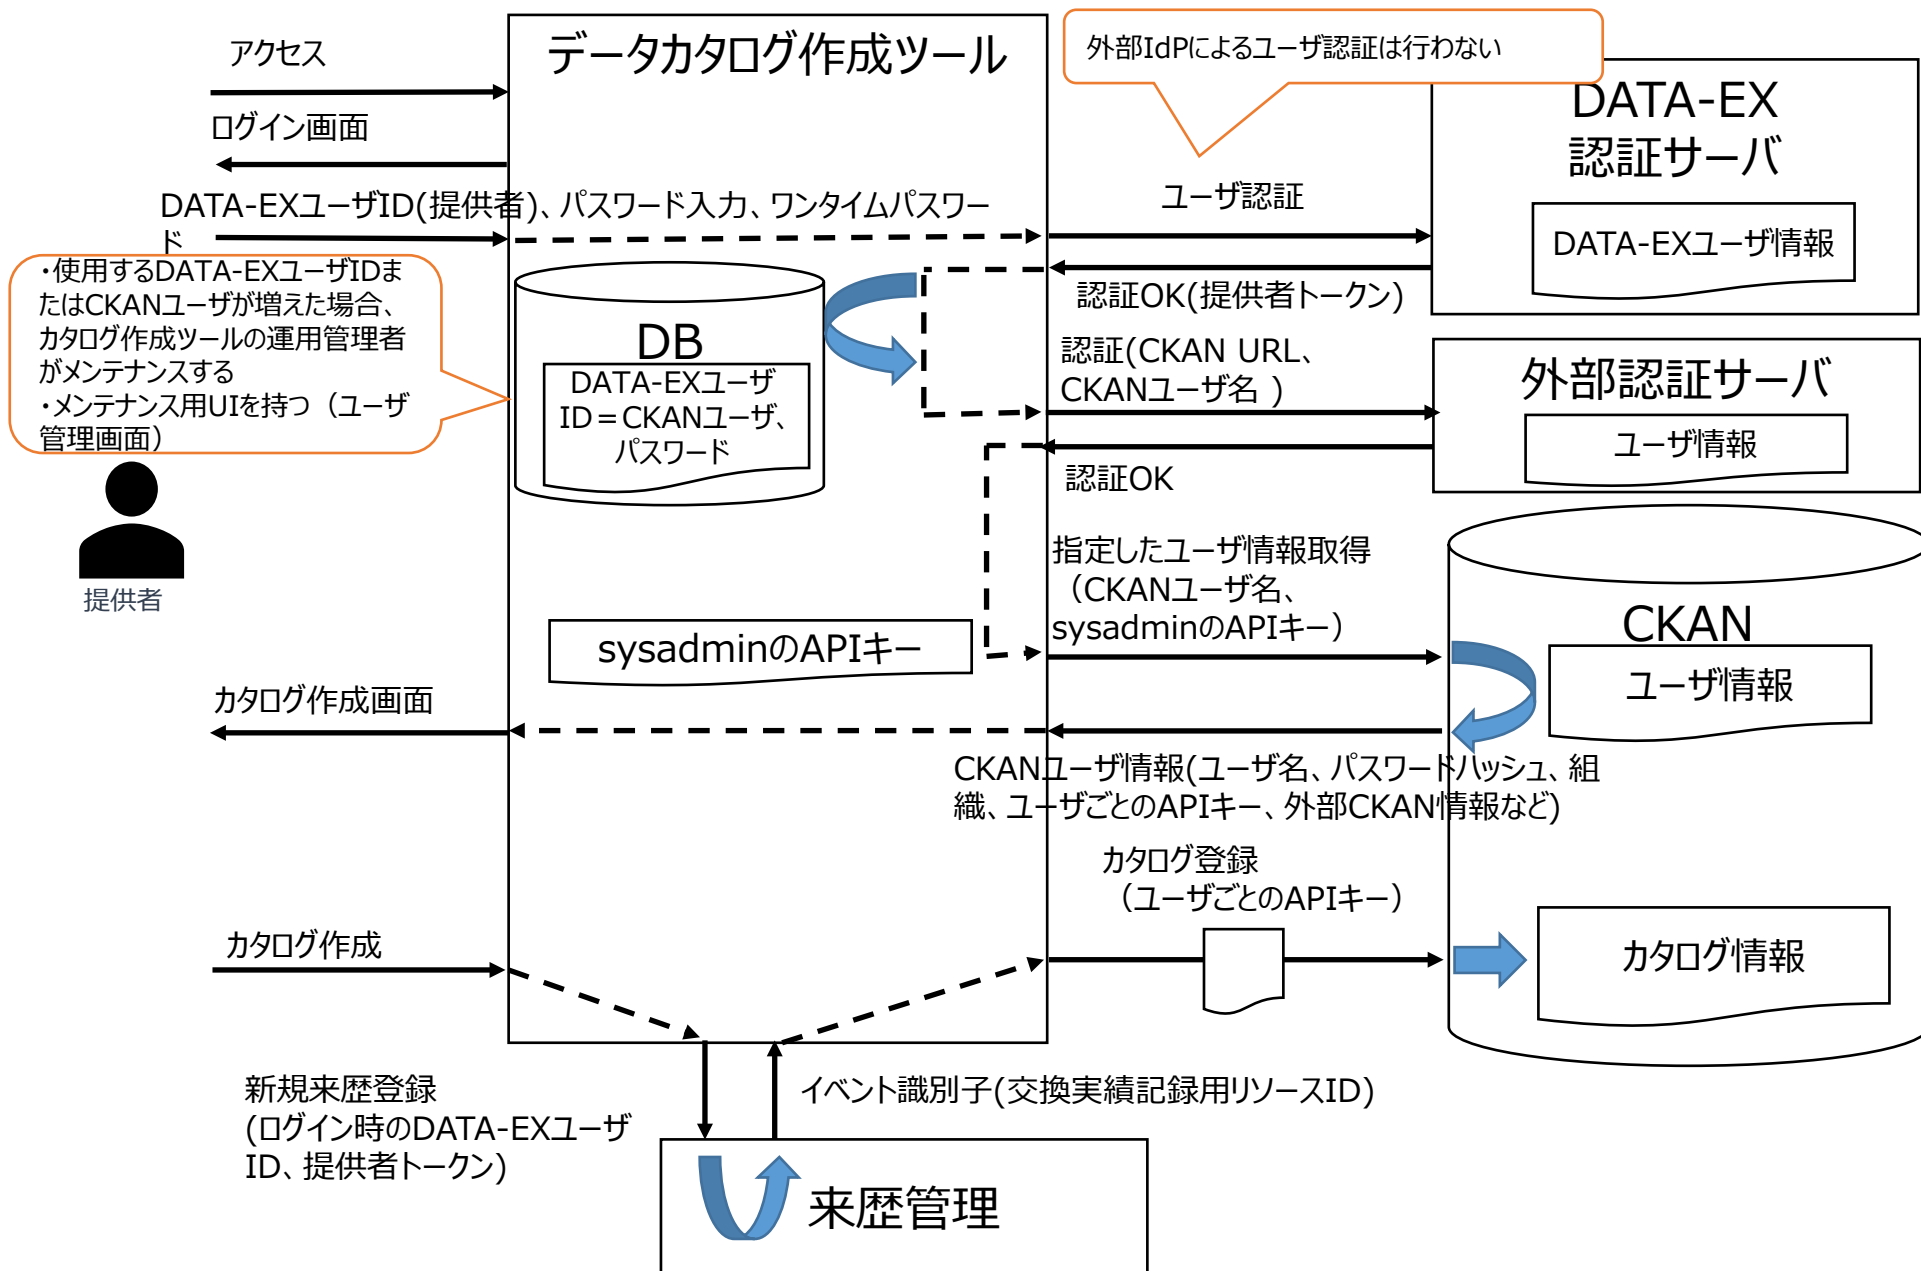 データカタログ作成ツール
外部IdPによるユーザ認証は行わない
DATA-EX
認証サーバ
DATA-EXユーザ情報
アクセス
ログイン画面
DATA-EXユーザID(提供者)、パスワード入力、ワンタイムパスワー
ド
ユーザ認証
認証OK(提供者トークン)
・使用するDATA-EXユーザIDま
たはCKANユーザが増えた場合、
カタログ作成ツールの運用管理者
がメンテナンスする
・メンテナンス用UIを持つ（ユーザ
管理画面）
提供者
DB
DATA-EXユーザ
ID＝CKANユーザ、
パスワード
認証(CKAN URL、
CKANユーザ名 )
外部認証サーバ
ユーザ情報
認証OK
指定したユーザ情報取得
（CKANユーザ名、
sysadminのAPIキー）
sysadminのAPIキー
CKAN
ユーザ情報
カタログ作成画面
CKANユーザ情報(ユーザ名、パスワードハッシュ、組
織、ユーザごとのAPIキー、外部CKAN情報など)
カタログ登録
（ユーザごとのAPIキー）
カタログ情報
カタログ作成
新規来歴登録
(ログイン時のDATA-EXユーザ
ID、提供者トークン)
イベント識別子(交換実績記録用リソースID)
来歴管理